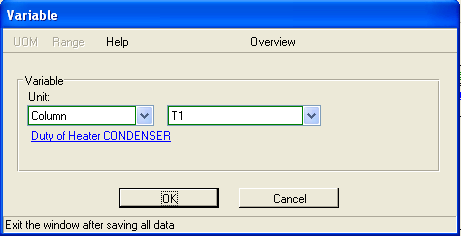 Variable
UOM Range Help Overview
Variable
Unit:
Column T1
Duty of Heater CONDENSER
OK Cancel
Exit the window after saving all data